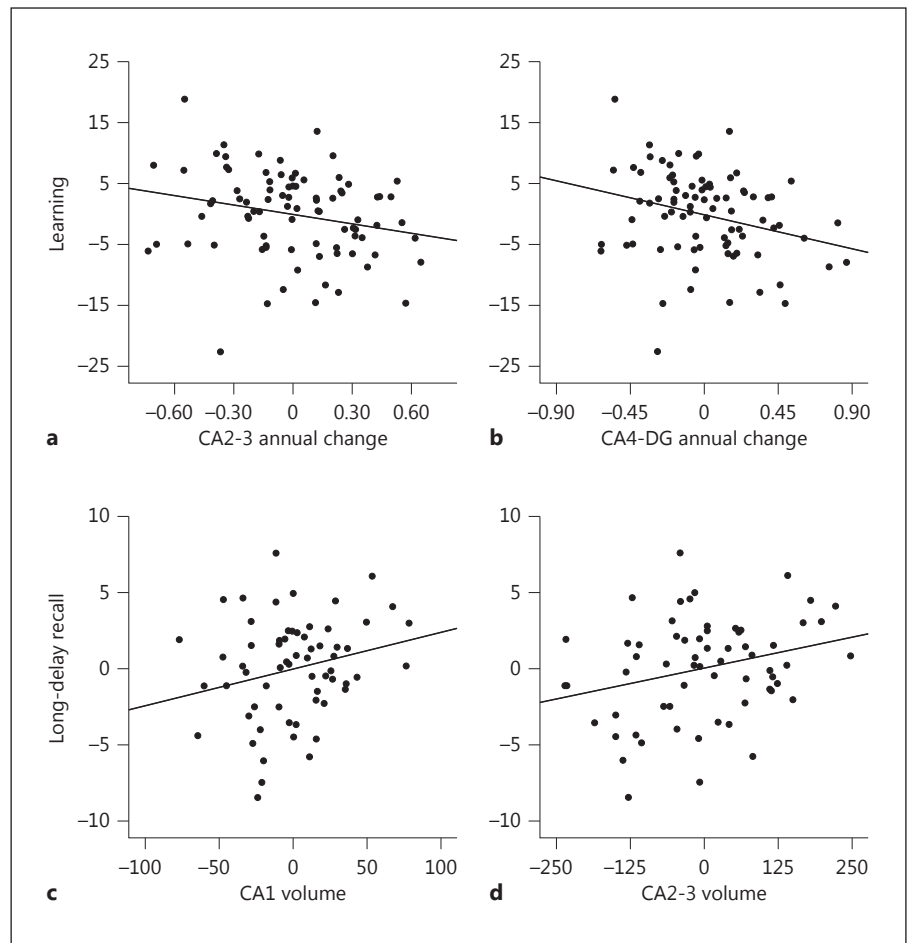 25
15
5
−5
−15
−25
Learning
−0.60 −0.30 0 0.30 0.60
CA2-3 annual change
a
25
15
5
−5
−15
−25
−0.90 −0.45 0 0.45 0.90
CA4-DG annual change
b
10
5
0
−5
−10
Long-delay recall
−100 −50 0 50 100
CA1 volume
c
10
5
0
−5
−10
−250 −125 0 125 250
CA2-3 volume
d